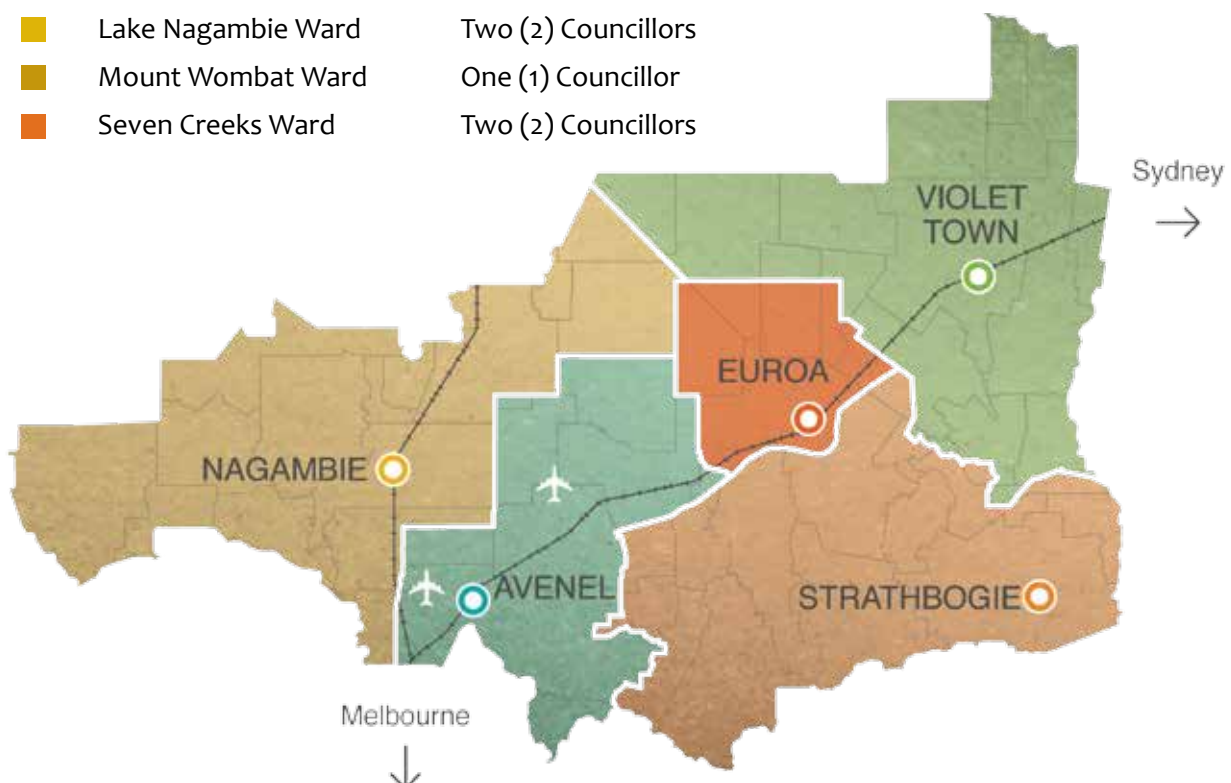 Lake Nagambie Ward Two (2) Councillors
Mount Wombat Ward One (1) Councillor
Seven Creeks Ward Two (2) Councillors
Sydney
VIOLET
TOWN
EUROA
NAGAMBIE
AVENEL
STRATHBOGIE
Melbourne